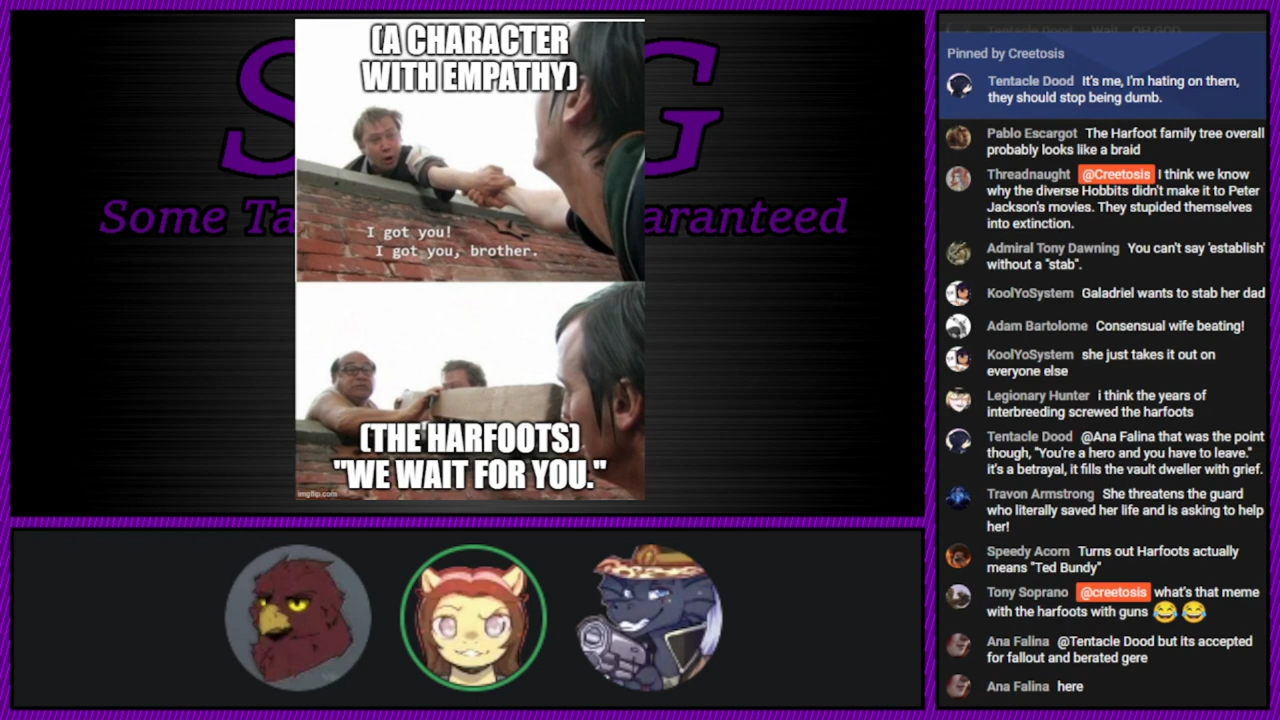 S
G
Some Ta
aranteed
(A CHARACTER
WITH EMPATHY)
I got you!
I got you, brother.
(THE HARFOOTS)
"WE WAIT FOR YOU."
imgflip.com
Pinned by Creetosis
Tentacle Dood It's me, I'm hating on them,
they should stop being dumb.
Pablo Escargot The Harfoot family tree overall
probably looks like a braid
Threadnaught @Creetosis I think we know
why the diverse Hobbits didn't make it to Peter
Jackson's movies. They stupided themselves
into extinction.
Admiral Tony Dawning You can't say 'establish'
without a "stab".
KoolYoSystem Galadriel wants to stab her dad
Adam Bartolome Consensual wife beating!
KoolYoSystem she just takes it out on
everyone else
Legionary Hunter i think the years of
interbreeding screwed the harfoots
Tentacle Dood @Ana Falina that was the point
though, "You're a hero and you have to leave."
it's a betrayal, it fills the vault dweller with grief.
Travon Armstrong She threatens the guard
who literally saved her life and is asking to help
her!
Speedy Acorn Turns out Harfoots actually
means "Ted Bundy"
Tony Soprano @creetosis what's that meme
with the harfoots with guns 😂 😂
Ana Falina @Tentacle Dood but its accepted
for fallout and berated gere
Ana Falina here